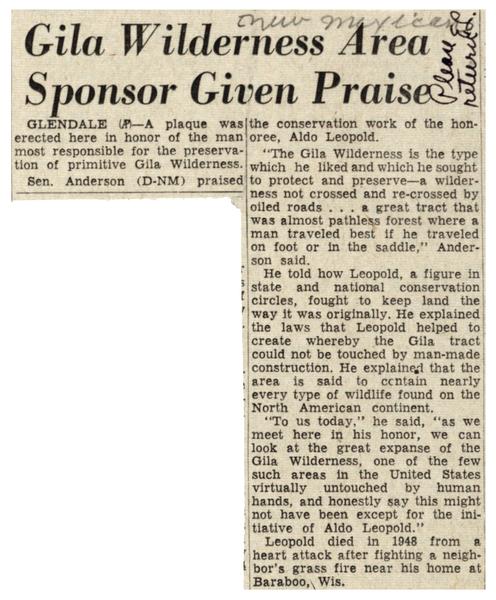 new mexican
Please
return to.
Gila Wilderness Area
Sponsor Given Praise
GLENDALE (AP)—A plaque was
erected here in honor of the man
most responsible for the preserva-
tion of primitive Gila Wilderness.
Sen. Anderson (D-NM) praised
the conservation work of the hon-
oree, Aldo Leopold.
"The Gila Wilderness is the type
which he liked and which he sought
to protect and preserve—a wilder-
ness not crossed and re-crossed by
oiled roads . . . a great tract that
was almost pathless forest where a
man traveled best if he traveled
on foot or in the saddle," Ander-
son said.
He told how Leopold, a figure in
state and national conservation
circles, fought to keep land the
way it was originally. He explained
the laws that Leopold helped to
create whereby the Gila tract
could not be touched by man-made
construction. He explained that the
area is said to ccntain nearly
every type of wildlife found on the
North American continent.
"To us today," he said, "as we
meet here in his honor, we can
look at the great expanse of the
Gila Wilderness, one of the few
such areas in the United States
virtually untouched by human
hands, and honestly say this might
not have been except for the ini-
tiative of Aldo Leopold."
Leopold died in 1948 from a
heart attack after fighting a neigh-
bor's grass fire near his home at
Baraboo, Wis.